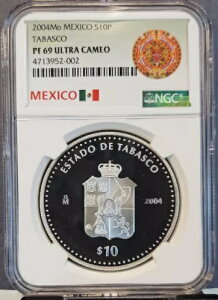 2004Mo MEXICO S10P
TABASCO
PF 69 ULTRA CAMEO
4713952-002
MEXICO
NGC
ESTADO DE TABASCO
2004
$10